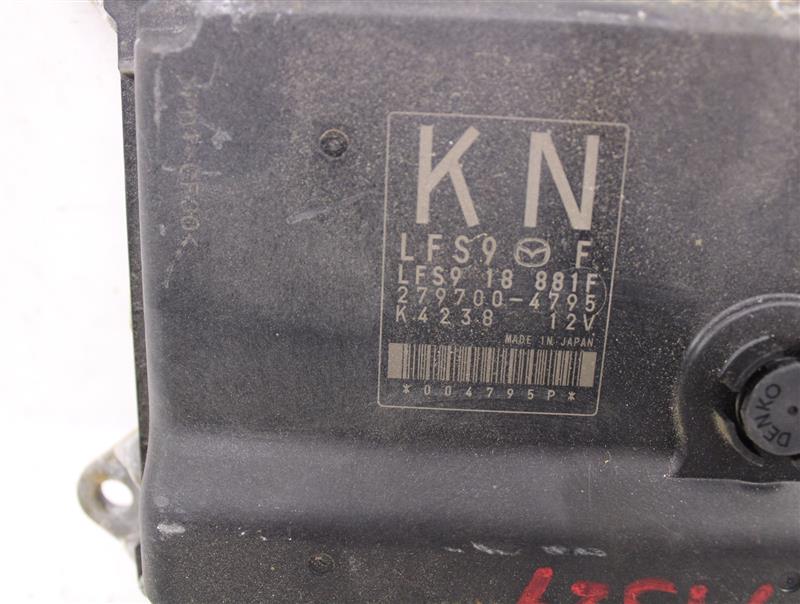 KN
LFS9 F
LFS9 18 881F
279700-4795
K4238 12V
MADE IN JAPAN
*004795P*
DENKO